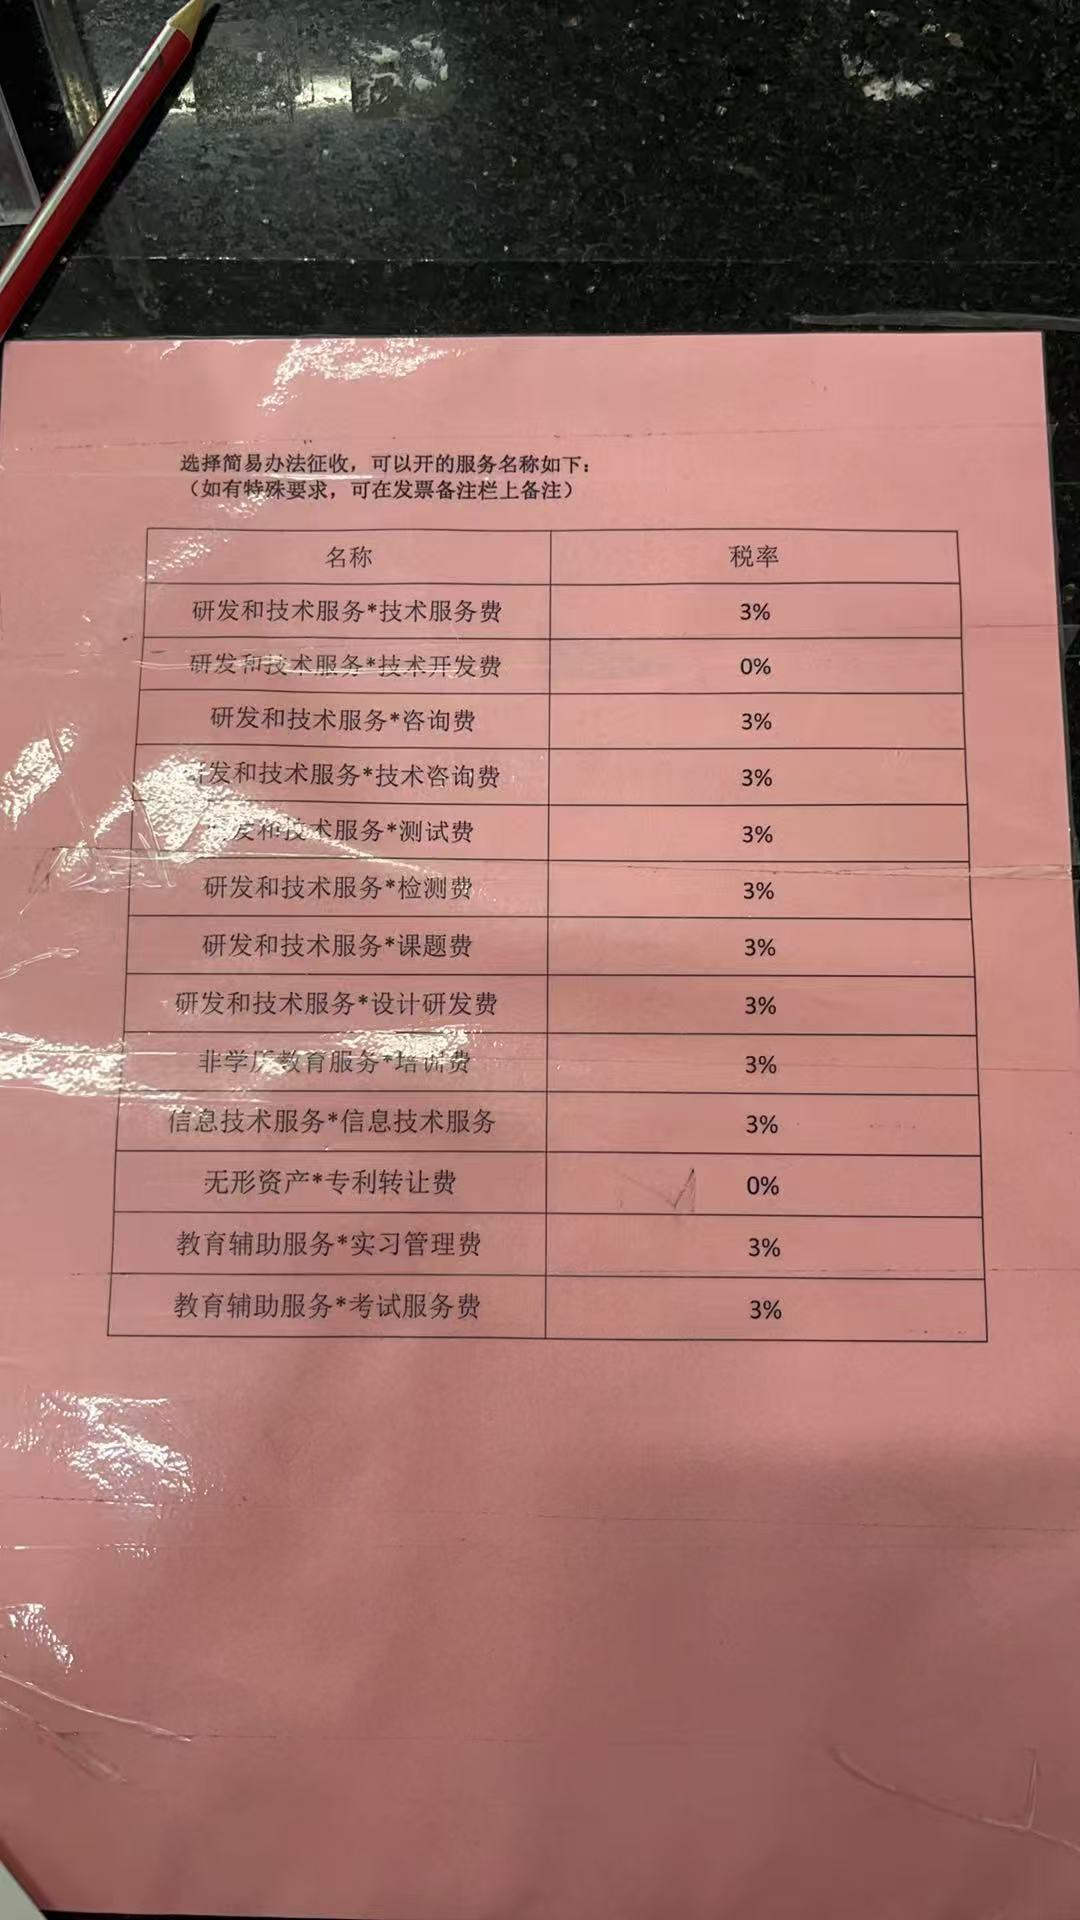 选择简易办法征收，可以开的服务名称如下：
（如有特殊要求，可在发票备注栏上备注）
名称 税率
研发和技术服务*技术服务费 3%
研发和技术服务*技术开发费 0%
研发和技术服务*咨询费 3%
发和技术服务*技术咨询费 3%
发和技术服务*测试费 3%
研发和技术服务*检测费 3%
研发和技术服务*课题费 3%
研发和技术服务*设计研发费 3%
非学历教育服务*培训费 3%
信息技术服务*信息技术服务 3%
无形资产*专利转让费 0%
教育辅助服务*实习管理费 3%
教育辅助服务*考试服务费 3%